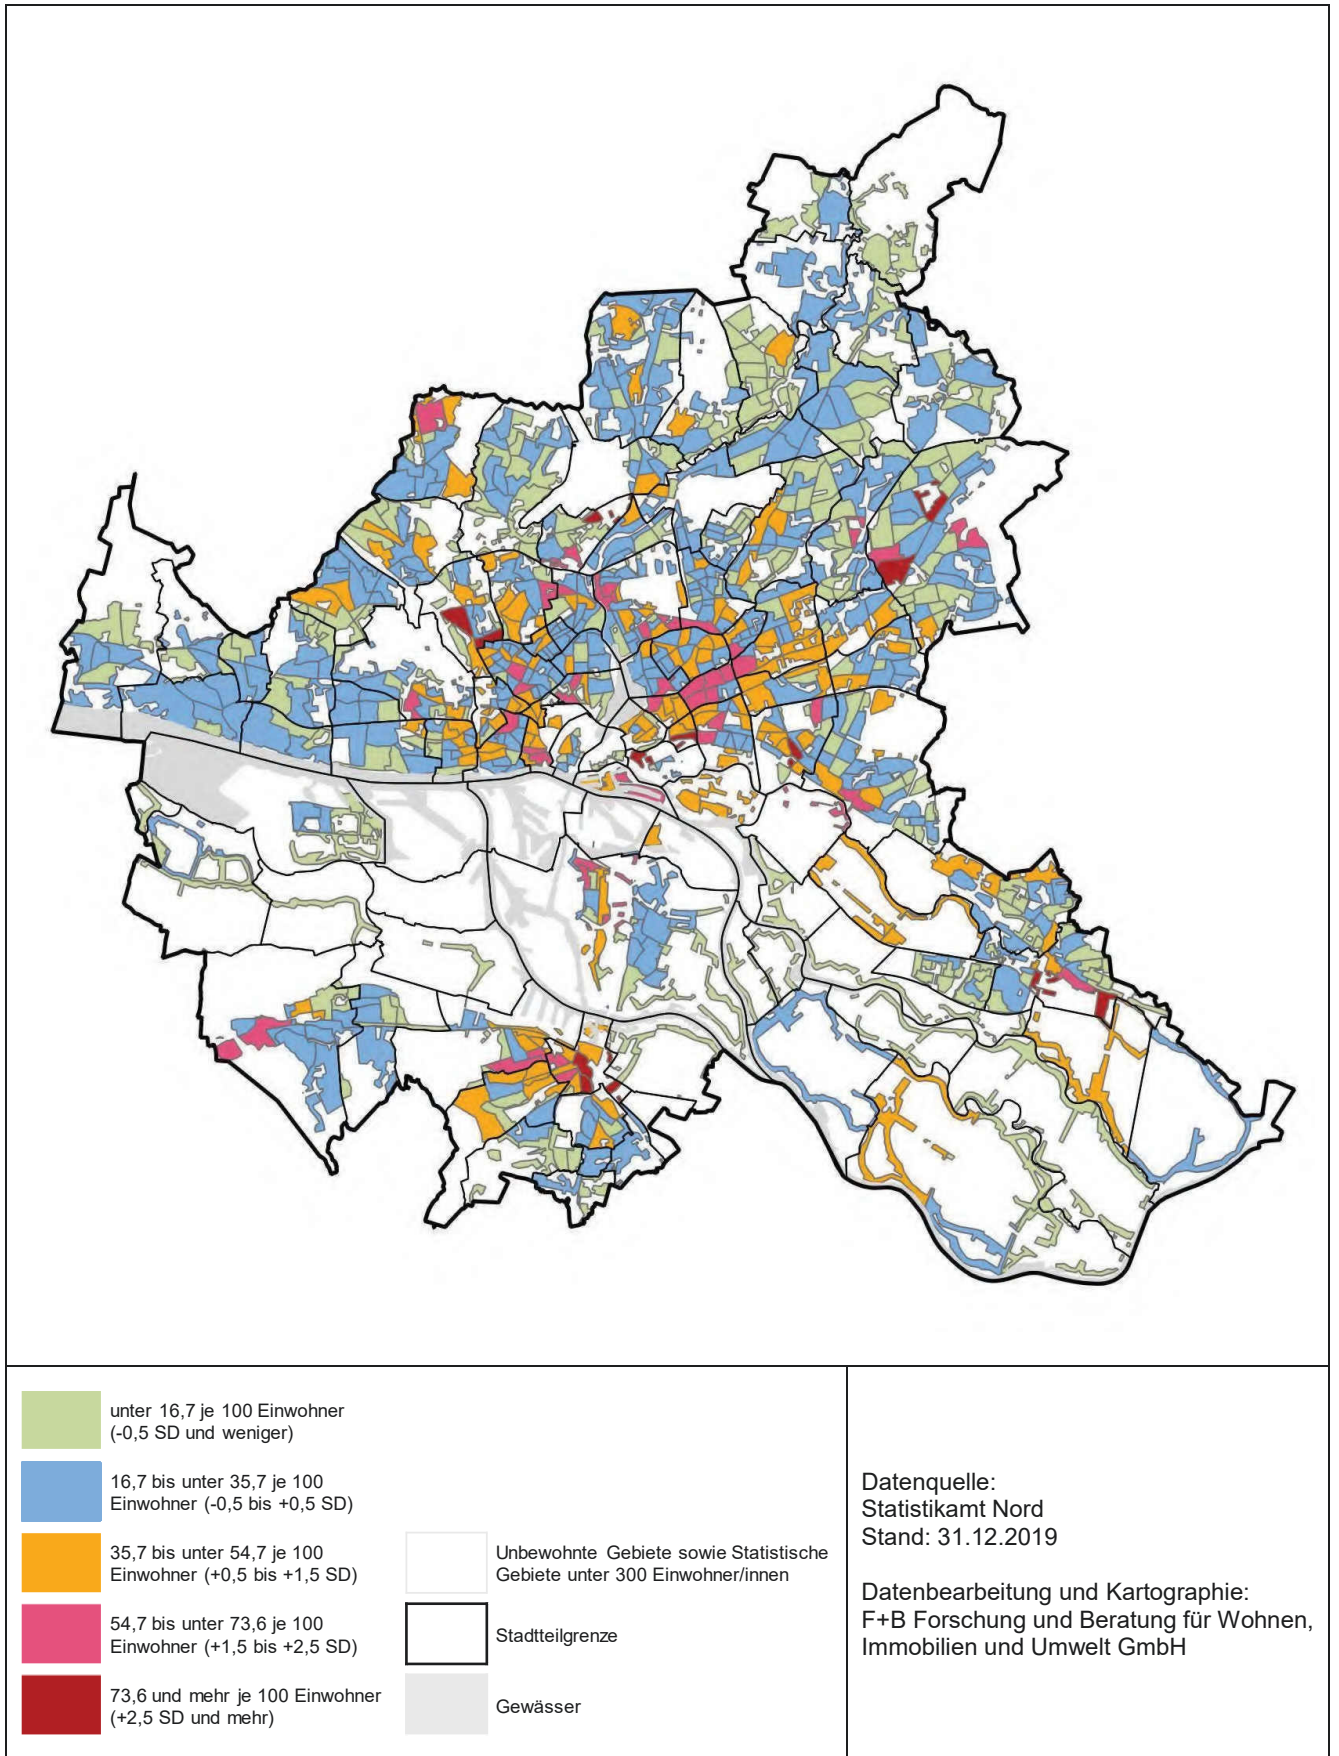 unter 16,7 je 100 Einwohner
(-0,5 SD und weniger)
16,7 bis unter 35,7 je 100
Einwohner (-0,5 bis +0,5 SD)
35,7 bis unter 54,7 je 100
Einwohner (+0,5 bis +1,5 SD)
54,7 bis unter 73,6 je 100
Einwohner (+1,5 bis +2,5 SD)
73,6 und mehr je 100 Einwohner
(+2,5 SD und mehr)
Unbewohnte Gebiete sowie Statistische
Gebiete unter 300 Einwohner/innen
Stadtteilgrenze
Gewässer
Datenquelle:
Statistikamt Nord
Stand: 31.12.2019
Datenbearbeitung und Kartographie:
F+B Forschung und Beratung für Wohnen,
Immobilien und Umwelt GmbH